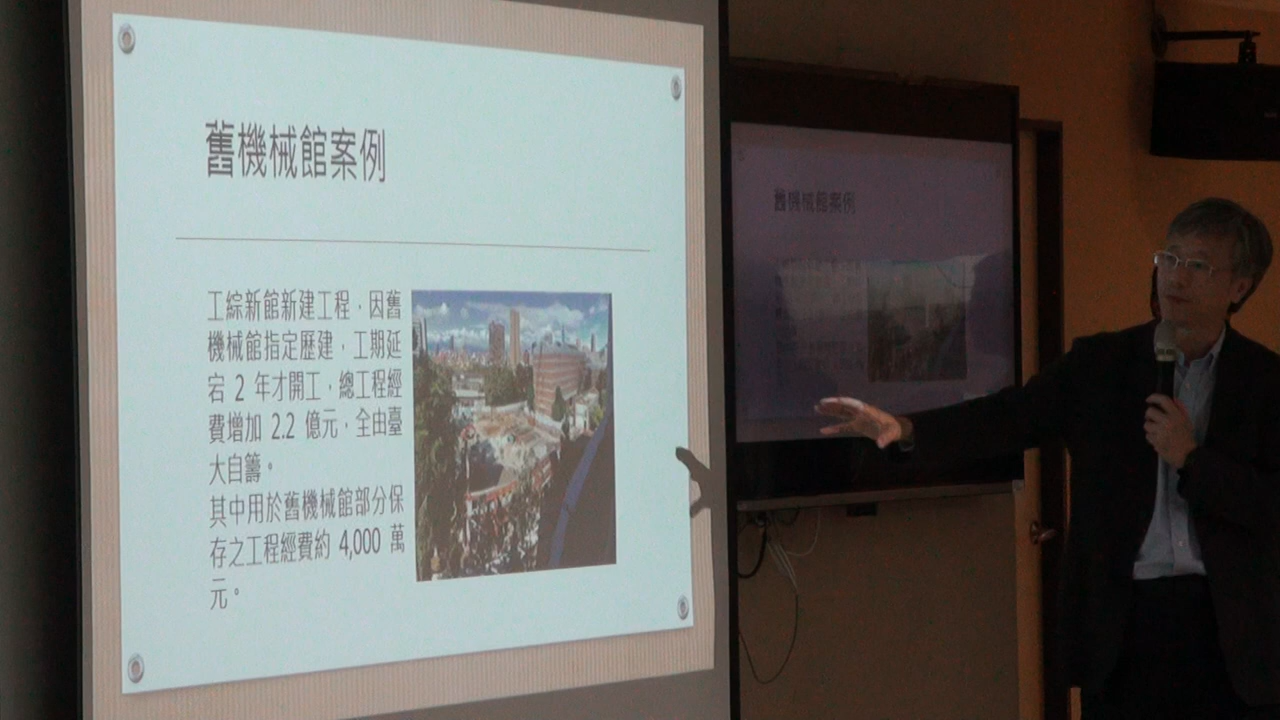 舊機械館案例
工綜新館新建工程，因舊
機械館指定歷建，工期延
宕 2 年才開工，總工程經
費增加 2.2 億元，全由臺
大自籌。
其中用於舊機械館部分保
存之工程經費約 4,000 萬
元。
舊機械館案例